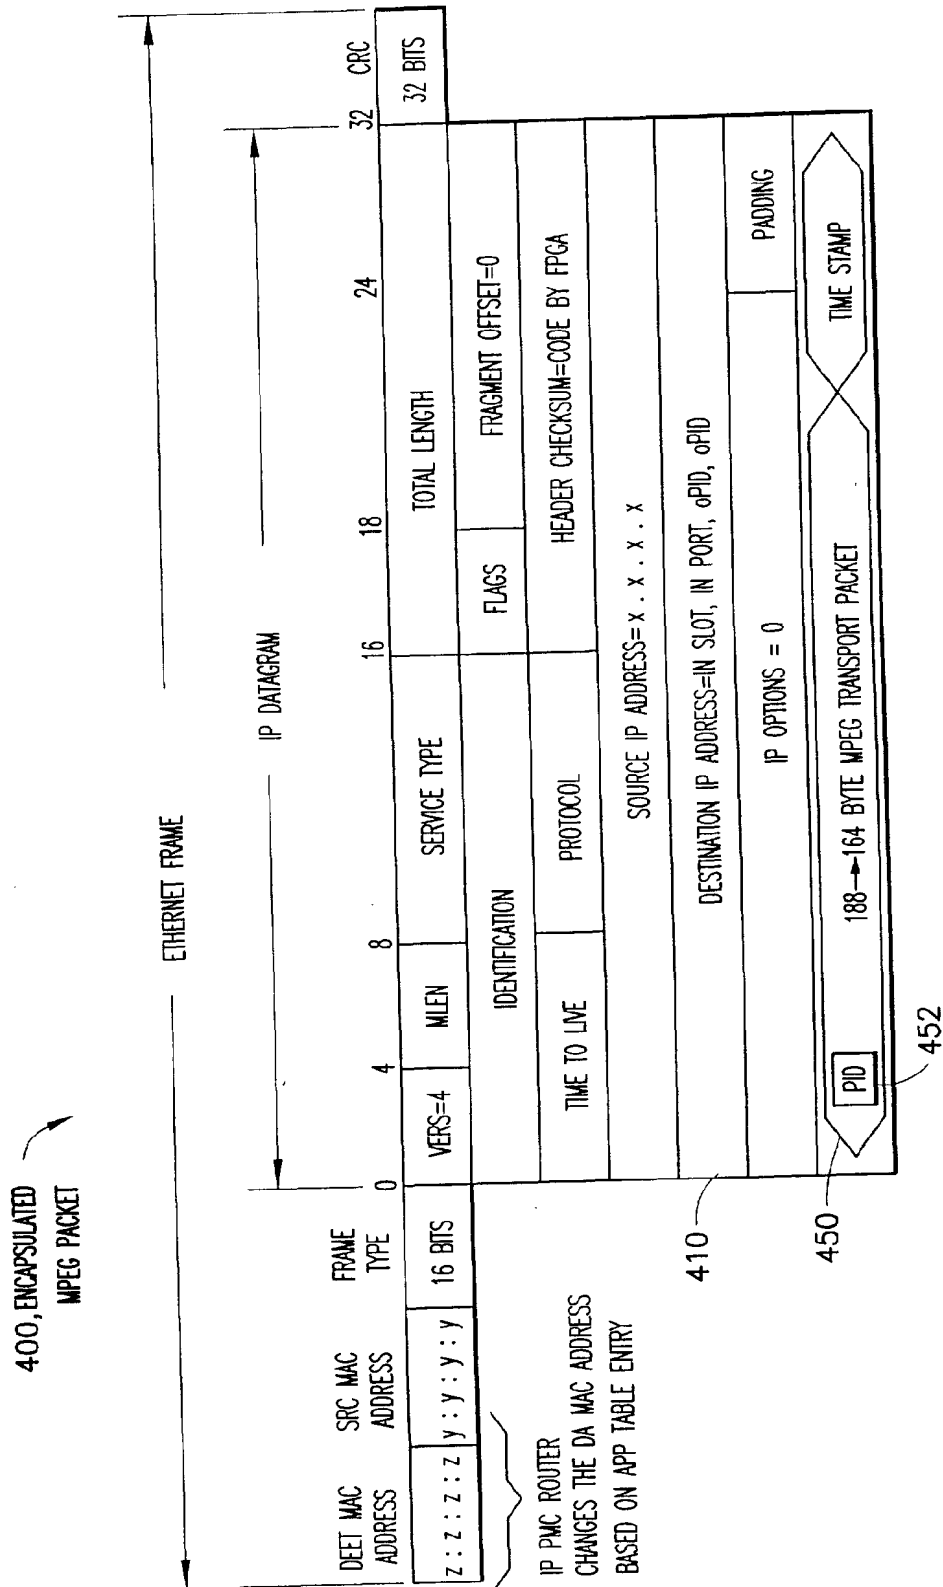 400, ENCAPSULATED
MPEG PACKET
ETHERNET FRAME
IP DATAGRAM
DEET MAC
ADDRESS
SRC MAC
ADDRESS
FRAME
TYPE
0
4
8
16
18
24
32
CRC
z : z : z : z
y : y : y : y
16 BITS
VERS=4
MLEN
SERVICE TYPE
TOTAL LENGTH
32 BITS
IDENTIFICATION
FLAGS
FRAGMENT OFFSET=0
TIME TO LIVE
PROTOCOL
HEADER CHECKSUM=CODE BY FPGA
SOURCE IP ADDRESS=x . x . x . x
DESTINATION IP ADDRESS=IN SLOT, IN PORT, oPID, oPID
IP OPTIONS = 0
PADDING
PID
188→164 BYTE MPEG TRANSPORT PACKET
TIME STAMP
IP PMC ROUTER
CHANGES THE DA MAC ADDRESS
BASED ON APP TABLE ENTRY
410
450
452